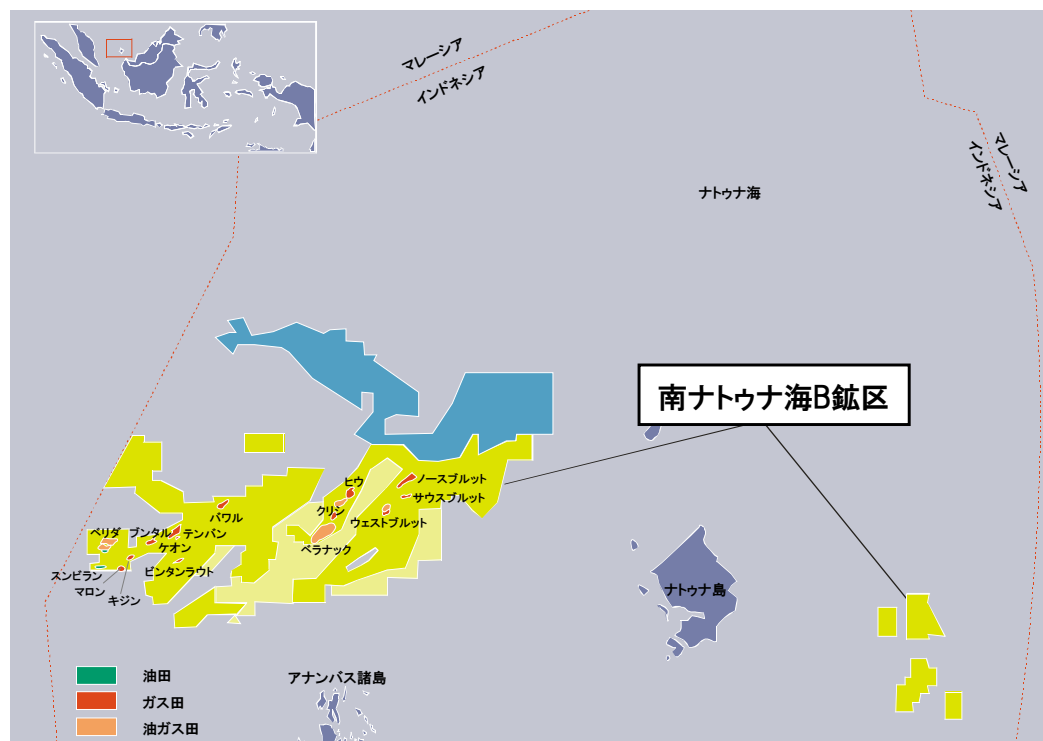 マレーシア
インドネシア
マレーシア
インドネシア
ナトゥナ海
南ナトゥナ海B鉱区
ヒウ
ノースブルット
サウスブルット
クリシ
ウェストブルット
バワル
ベリダ
ブンタル
テンバン
ケオン
ベラナック
スンビラン
ビンタンラウト
マロン
キジン
ナトゥナ島
アナンバス諸島
油田
ガス田
油ガス田